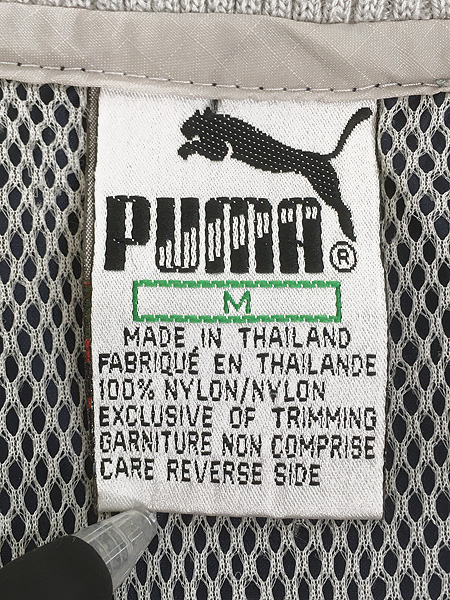 PUMA®
M
MADE IN THAILAND
FABRIQUÉ EN THAILANDE
100% NYLON/NYLON
EXCLUSIVE OF TRIMMING
GARNITURE NON COMPRISE
CARE REVERSE SIDE